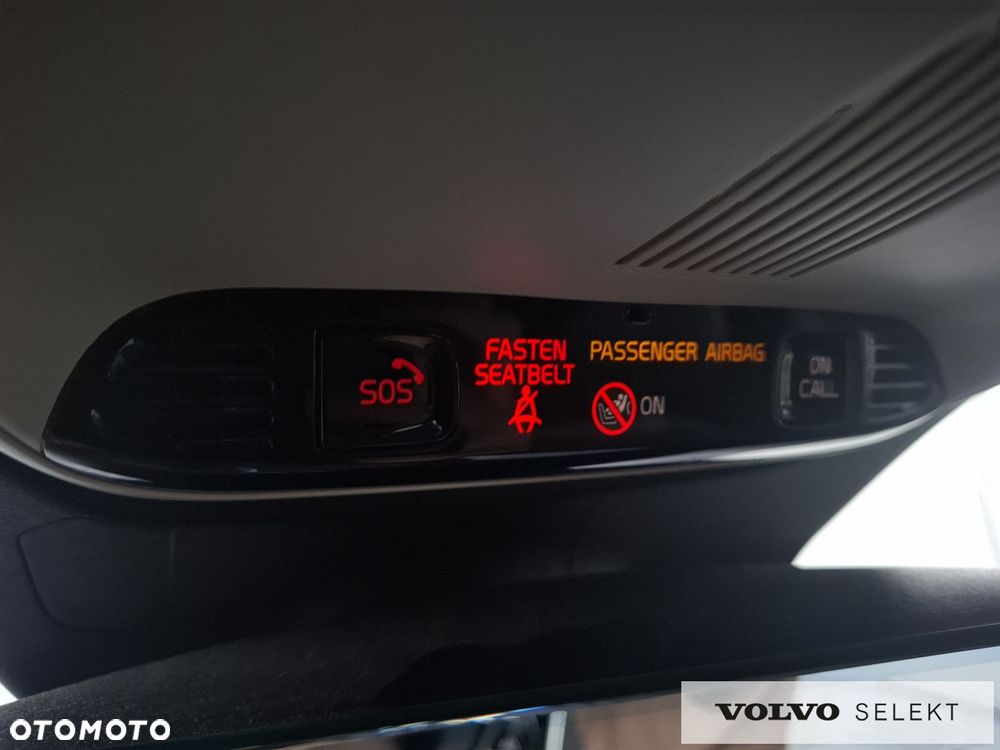 SOS
FASTEN
SEATBELT
PASSENGER AIRBAG
ON
ON
CALL
VOLVO SELEKT
OTOMOTO